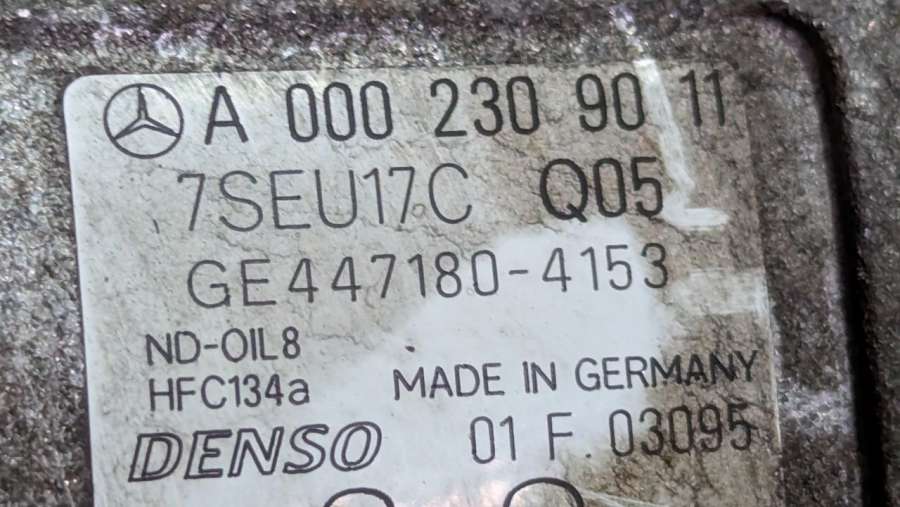 A 000 230 90 11
7SEU17C Q05
GE447180-4153
ND-OIL8
HFC134a MADE IN GERMANY
DENSO 01 F. 03095